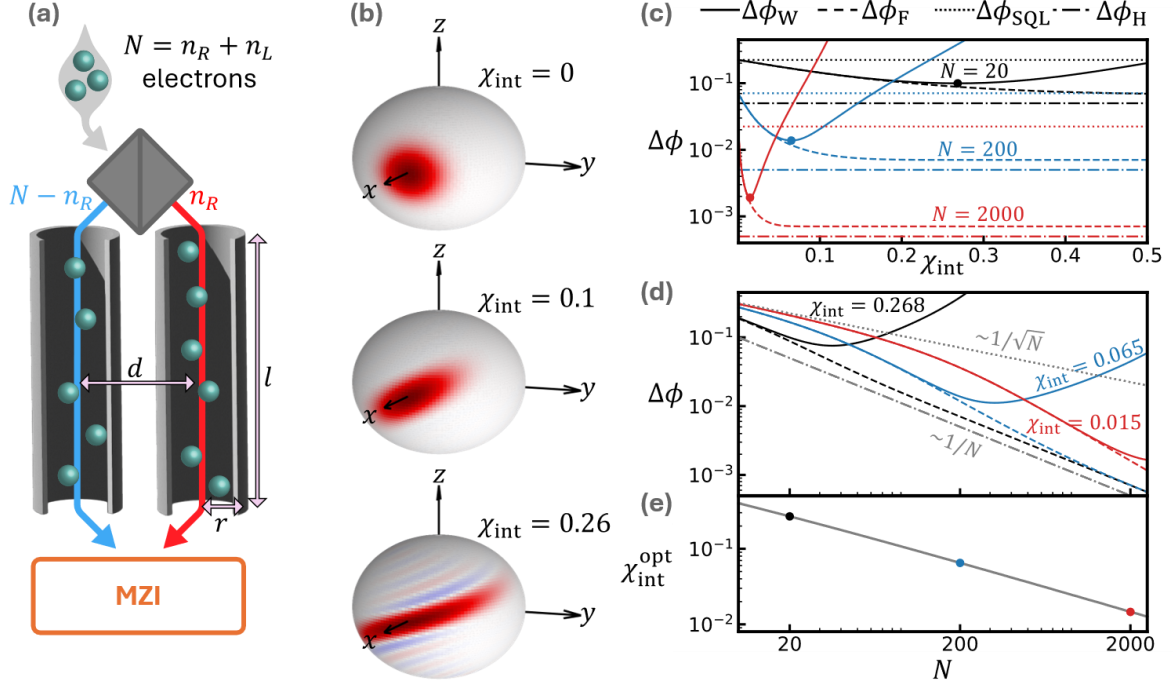 (a)
N = n_R + n_L
electrons
N − n_R
n_R
d
l
r
MZI
(b)
z
χ_int = 0
y
x
z
χ_int = 0.1
y
x
z
χ_int = 0.26
y
x
(c)
Δϕ_W
Δϕ_F
Δϕ_SQL
Δϕ_H
10⁻¹
10⁻²
10⁻³
Δϕ
N = 20
N = 200
N = 2000
0.1
0.2
0.3
0.4
0.5
χ_int
(d)
10⁻¹
10⁻²
10⁻³
Δϕ
χ_int = 0.268
~1/√N
χ_int = 0.065
χ_int = 0.015
~1/N
(e)
10⁻¹
10⁻²
χ_int^opt
20
200
2000
N